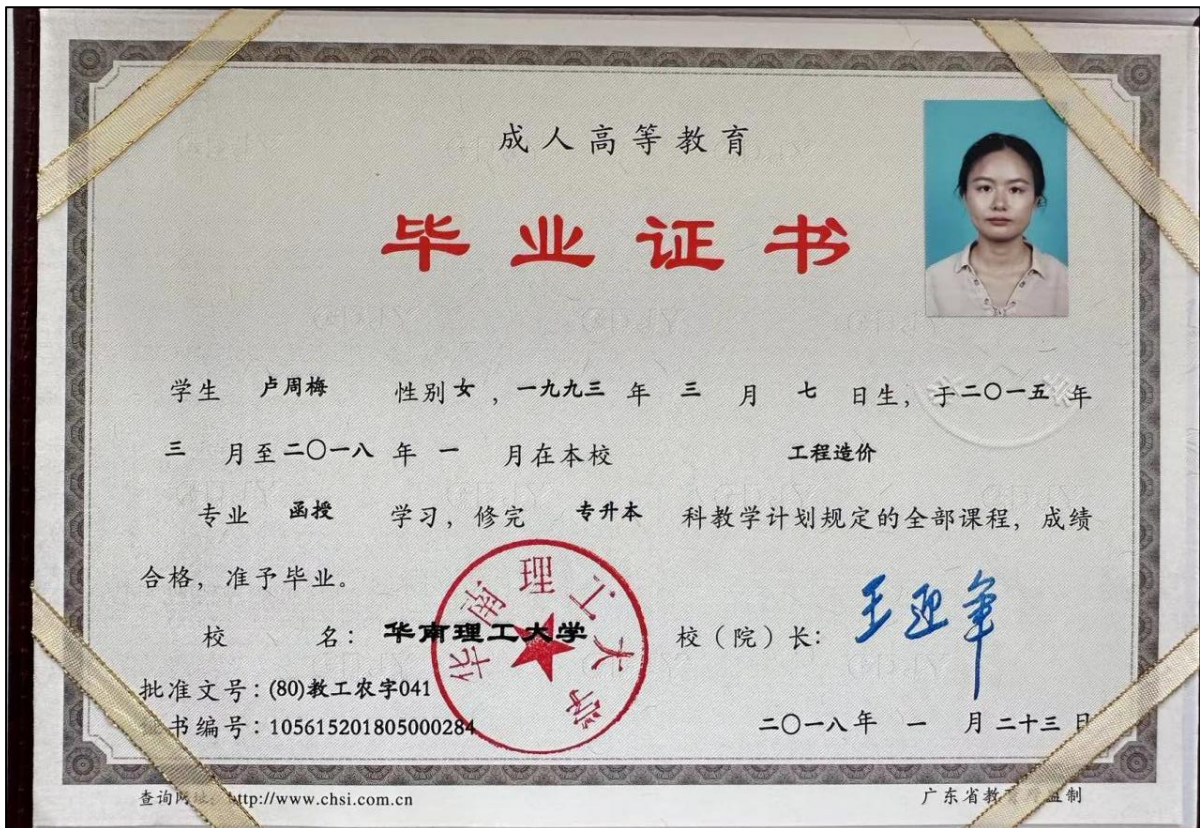 成人高等教育
毕业证书
学生 卢周梅 性别 女 , 一九九三 年 三 月 七 日生, 于二〇一五 年
三 月至二〇一八 年 一 月在本校 工程造价
专业 函授 学习, 修完 专升本 科教学计划规定的全部课程, 成绩
合格, 准予毕业。
校 名: 华南理工大学 校 (院) 长:
华南理工大学
批准文号: (80)教工农字041
书编号: 105615201805000284
二〇一八年 一 月 二十三 日
查询 http://www.chsi.com.cn
广东省教 监制